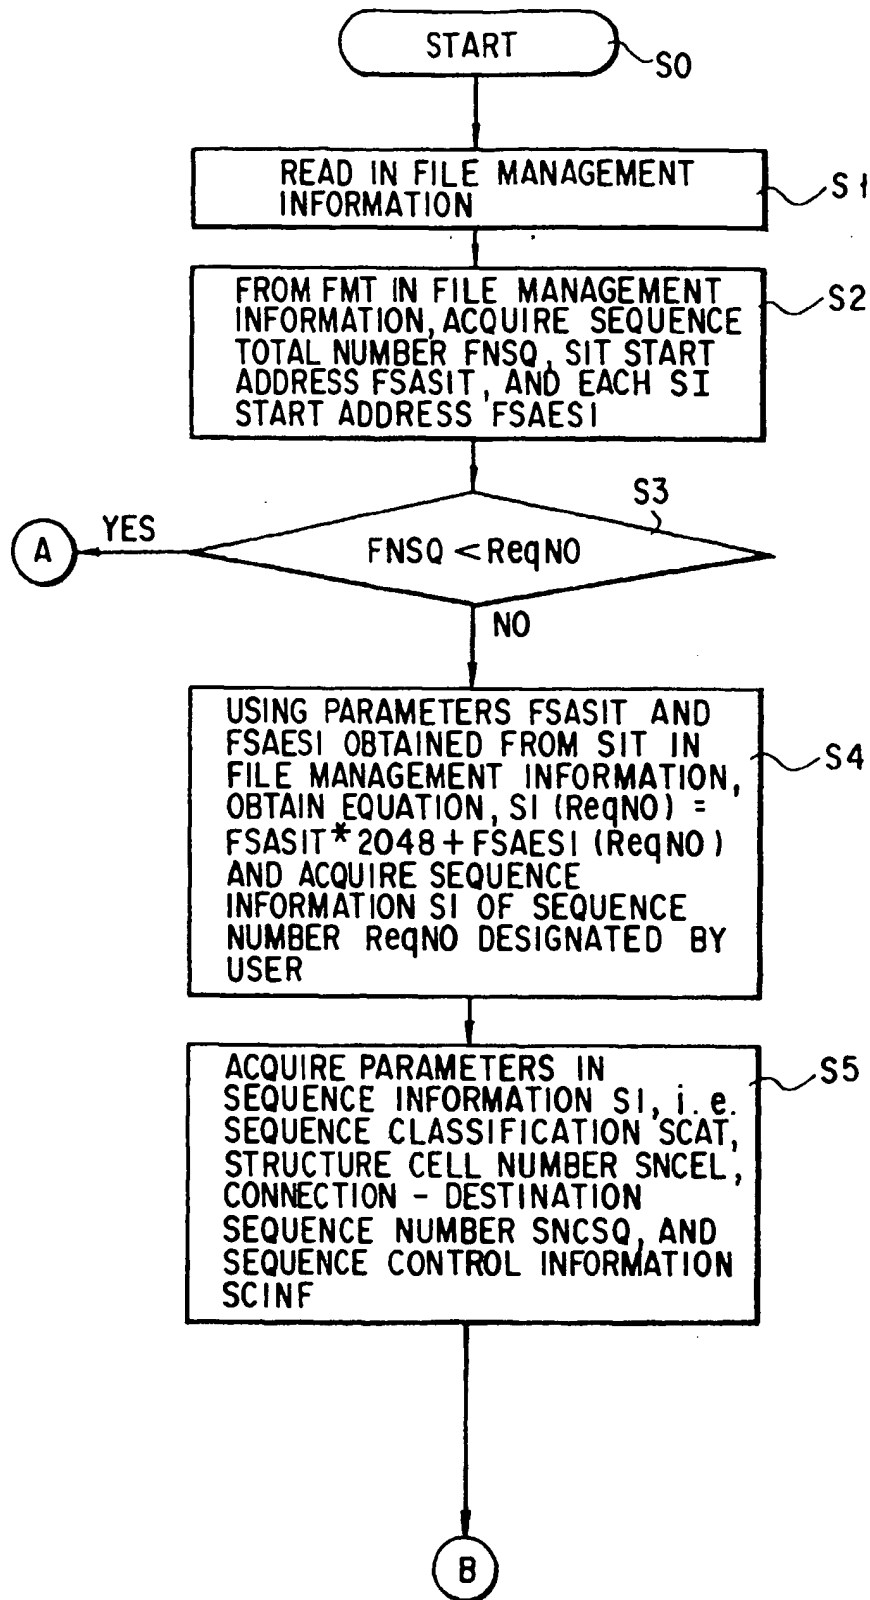 START
S0
READ IN FILE MANAGEMENT
INFORMATION
S1
FROM FMT IN FILE MANAGEMENT
INFORMATION, ACQUIRE SEQUENCE
TOTAL NUMBER FNSQ, SIT START
ADDRESS FSASIT, AND EACH SI
START ADDRESS FSAESI
S2
S3
FNSQ < ReqNO
YES
A
NO
USING PARAMETERS FSASIT AND
FSAESI OBTAINED FROM SIT IN
FILE MANAGEMENT INFORMATION,
OBTAIN EQUATION, SI (ReqNO) =
FSASIT * 2048 + FSAESI (ReqNO)
AND ACQUIRE SEQUENCE
INFORMATION SI OF SEQUENCE
NUMBER ReqNO DESIGNATED BY
USER
S4
ACQUIRE PARAMETERS IN
SEQUENCE INFORMATION SI, i.e.
SEQUENCE CLASSIFICATION SCAT,
STRUCTURE CELL NUMBER SNCEL,
CONNECTION - DESTINATION
SEQUENCE NUMBER SNCSQ, AND
SEQUENCE CONTROL INFORMATION
SCINF
S5
B